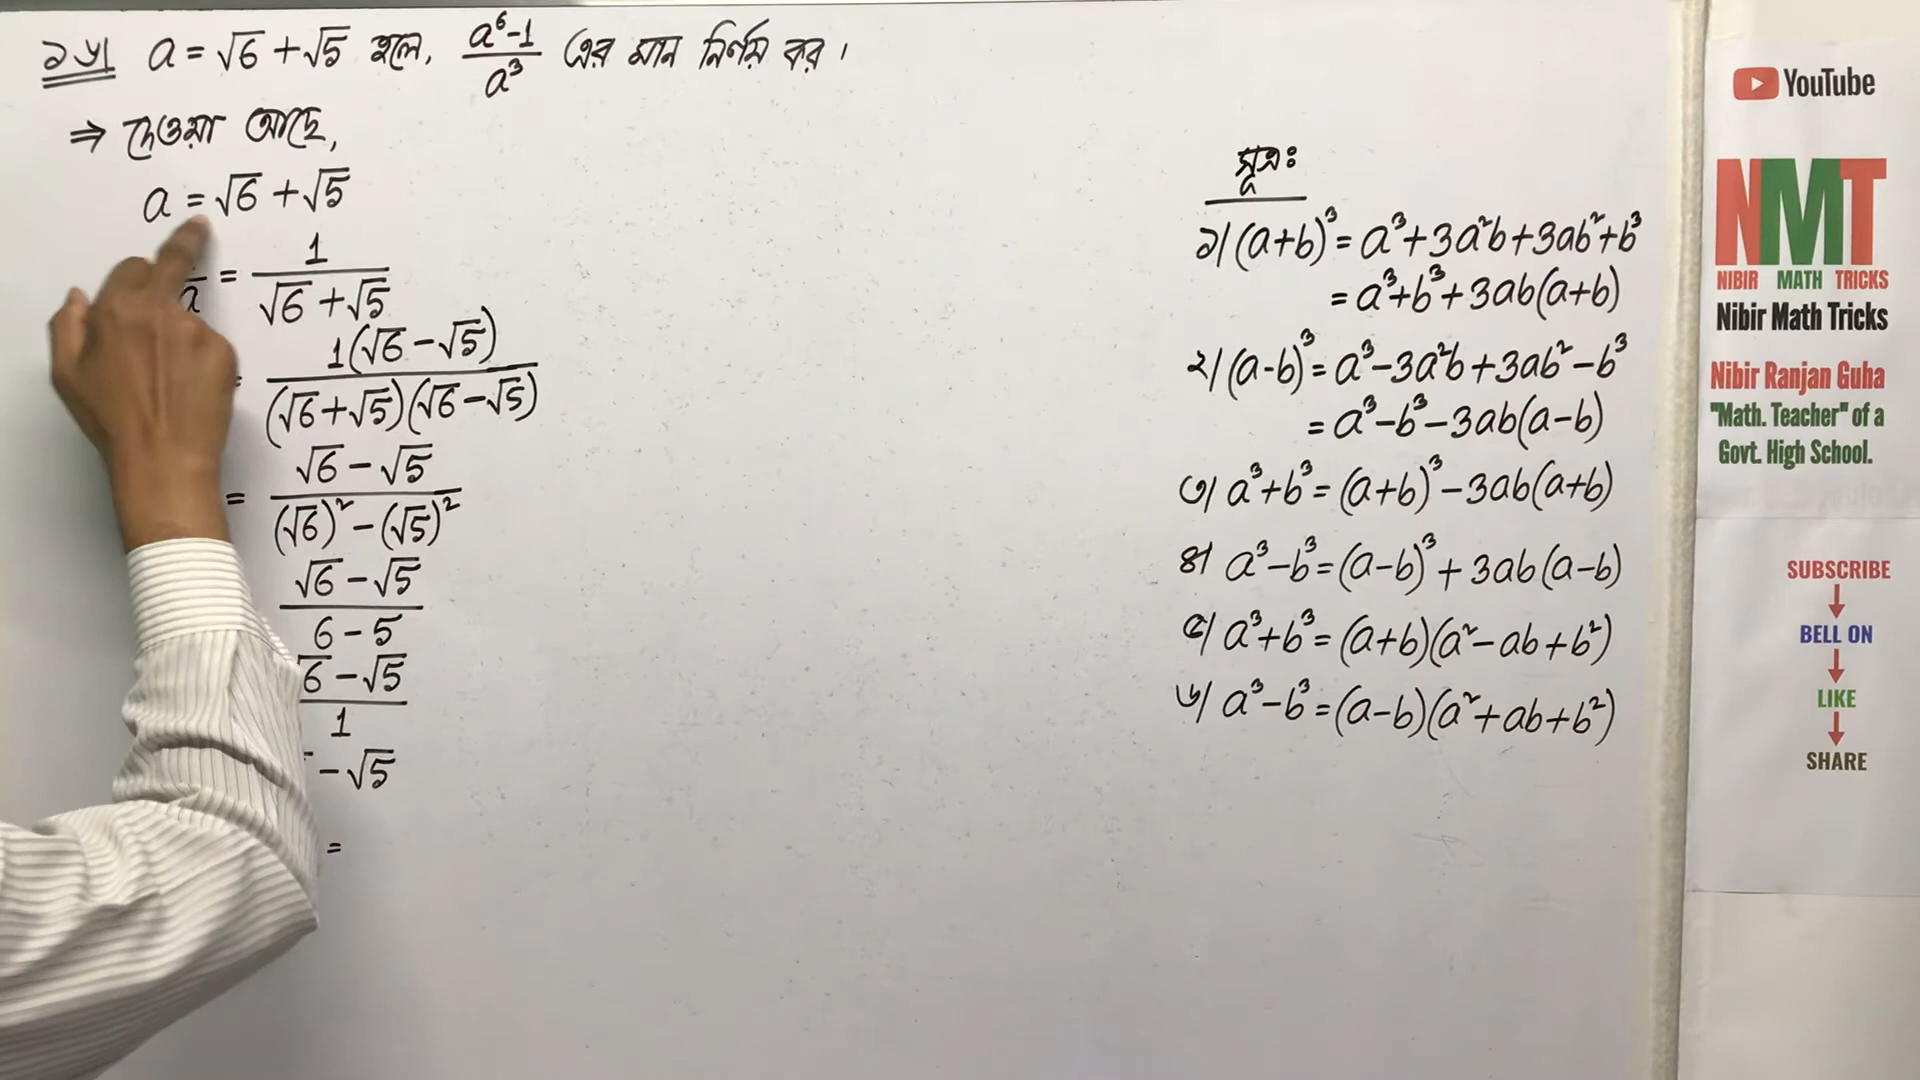 ১৬| a = √6 + √5 হলে, (a⁶-1)/a³ এর মান নির্ণয় কর।
⇒ দেওয়া আছে,
a = √6 + √5
= 1/(√6 + √5)
= 1(√6 - √5)/((√6+√5)(√6-√5))
= (√6 - √5)/((√6)² - (√5)²)
(√6 - √5)/(6 - 5)
6 - √5/1
- √5
=
সূত্রঃ
১| (a+b)³ = a³+3a²b+3ab²+b³
= a³+b³+3ab(a+b)
২| (a-b)³ = a³-3a²b+3ab²-b³
= a³-b³-3ab(a-b)
৩| a³+b³ = (a+b)³-3ab(a+b)
৪| a³-b³ = (a-b)³+3ab(a-b)
৫| a³+b³ = (a+b)(a²-ab+b²)
৬| a³-b³ = (a-b)(a²+ab+b²)
YouTube
NMT
NIBIR MATH TRICKS
Nibir Math Tricks
Nibir Ranjan Guha
"Math. Teacher" of a
Govt. High School.
SUBSCRIBE
BELL ON
LIKE
SHARE